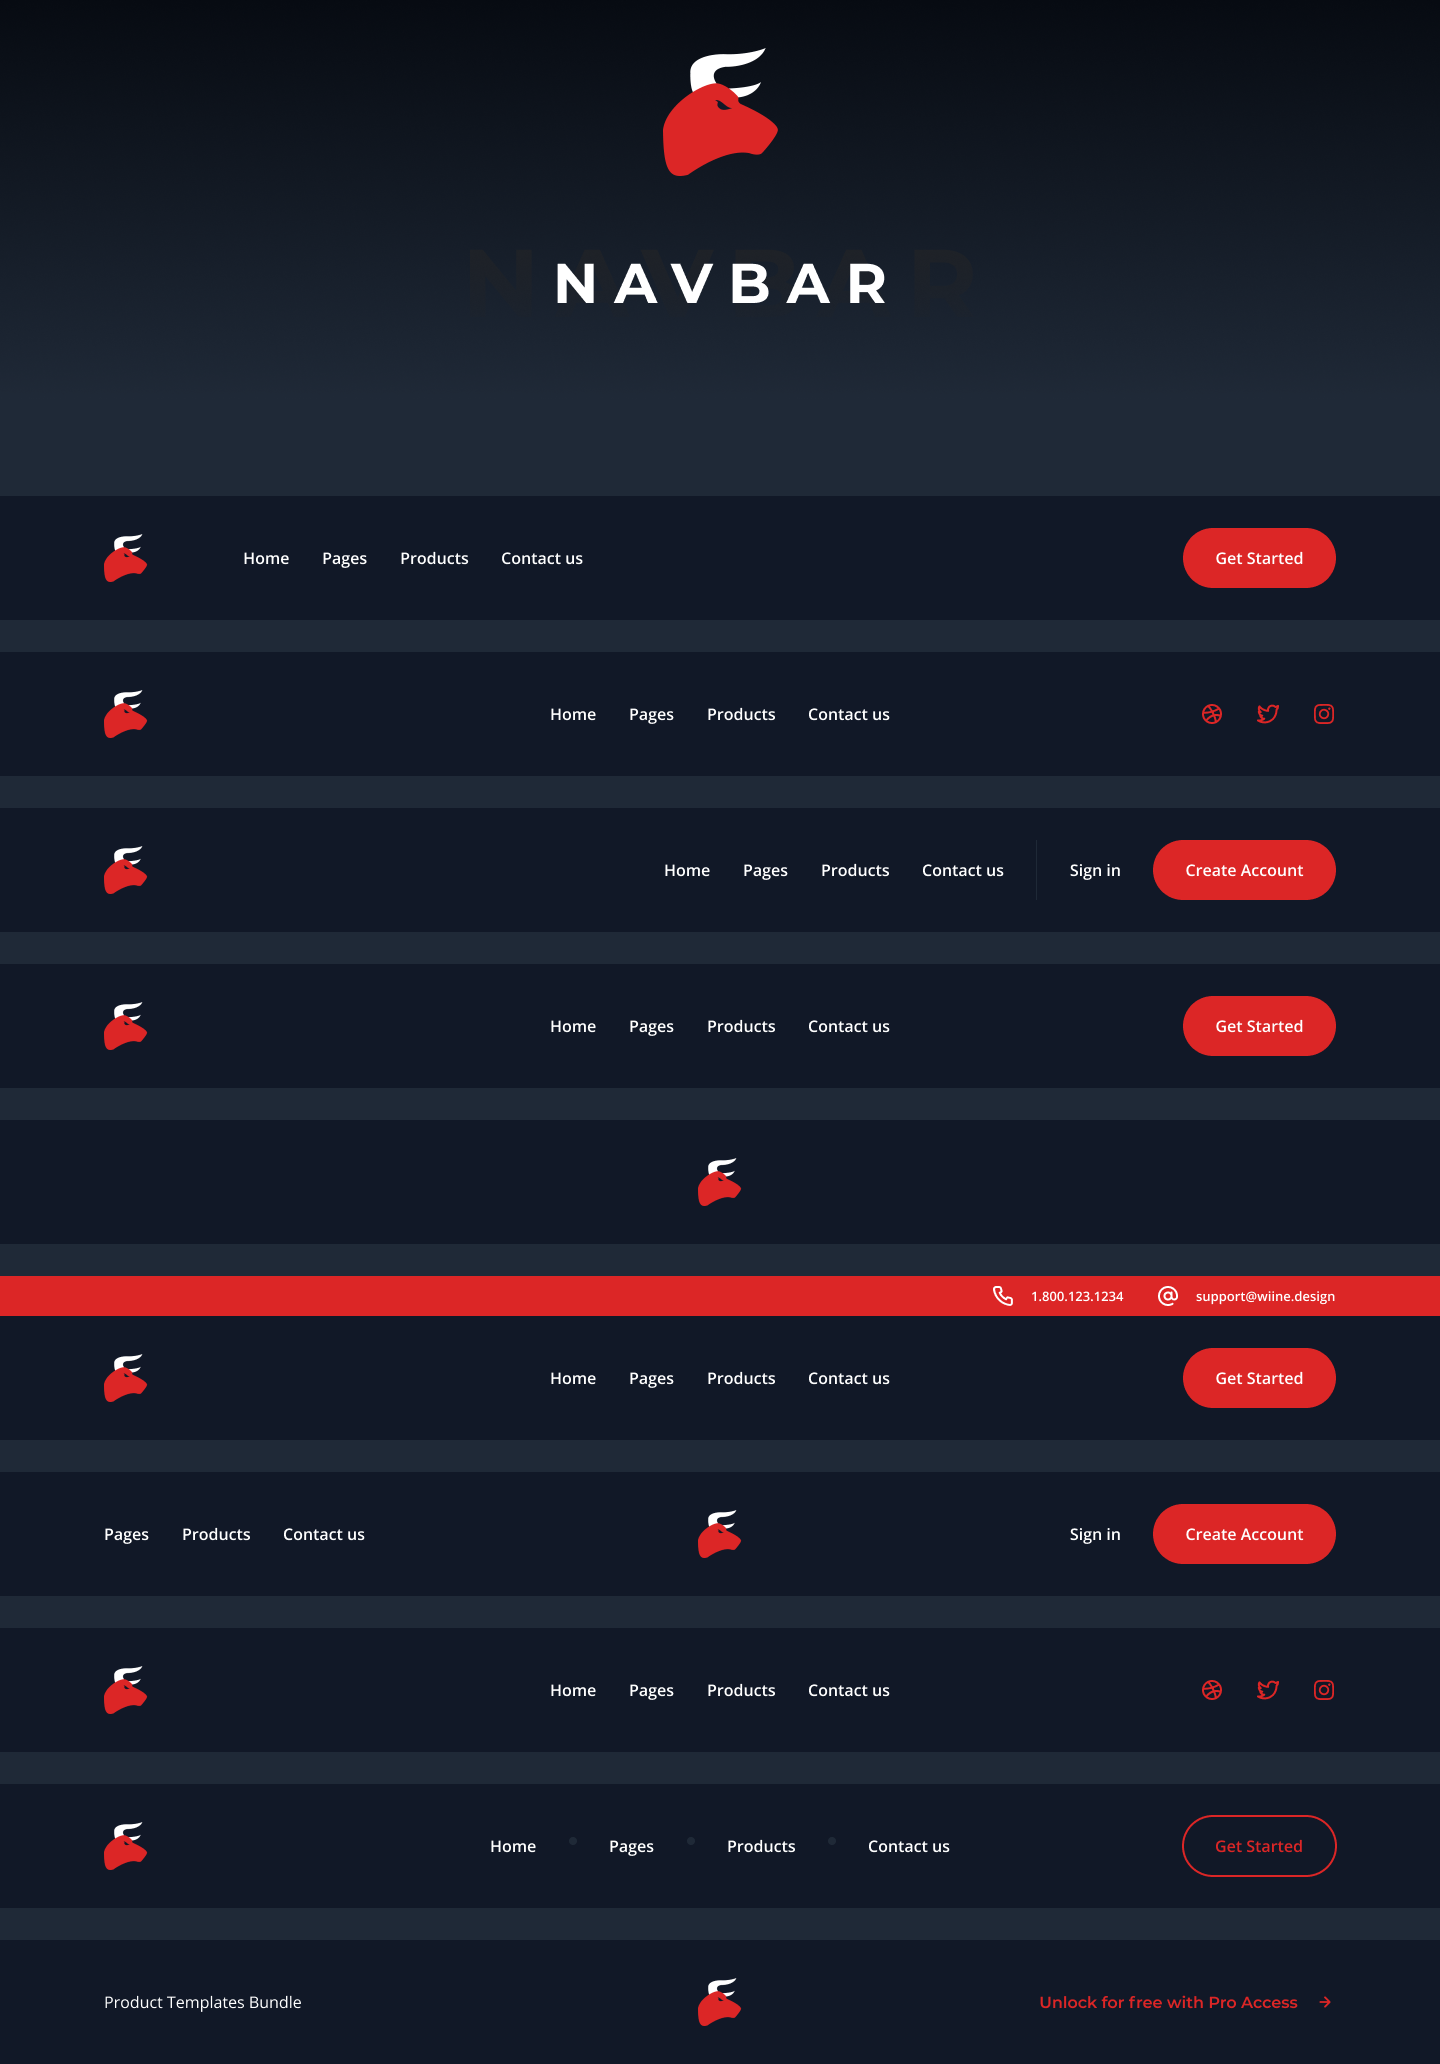 NAVBAR
Home Pages Products Contact us Get Started
Home Pages Products Contact us
Home Pages Products Contact us Sign in Create Account
Home Pages Products Contact us Get Started
1.800.123.1234 support@wiine.design
Home Pages Products Contact us Get Started
Pages Products Contact us Sign in Create Account
Home Pages Products Contact us
Home Pages Products Contact us Get Started
Product Templates Bundle Unlock for free with Pro Access